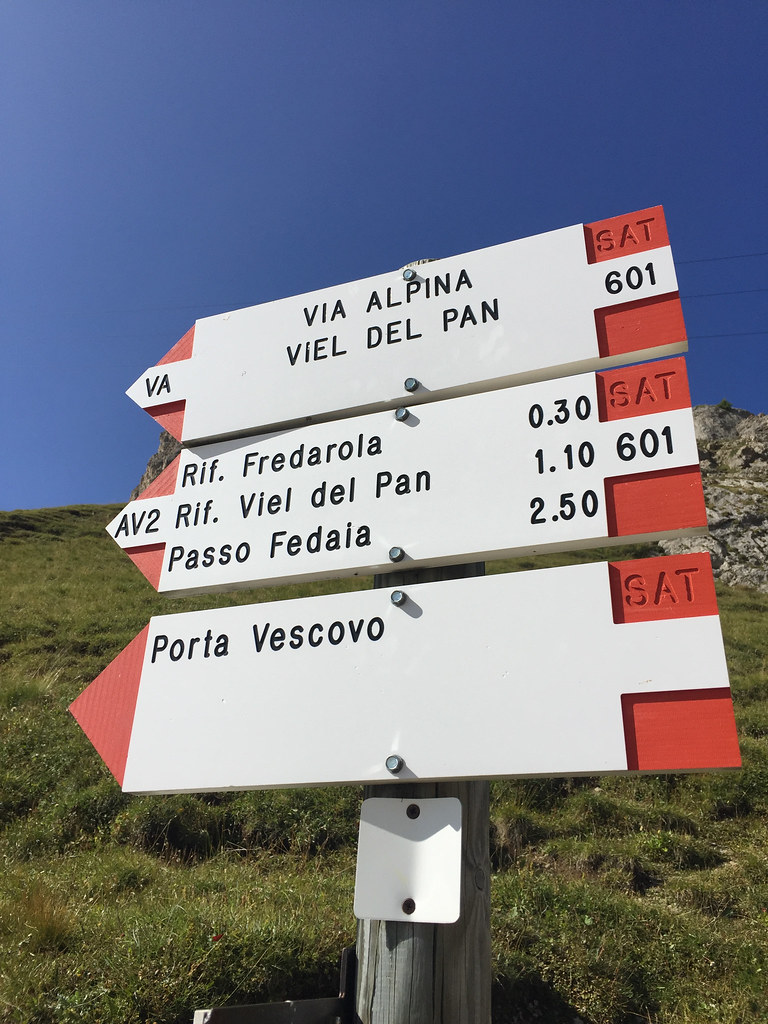 SAT
VIA ALPINA 601
VIEL DEL PAN
VA
SAT
Rif. Fredarola 0.30
AV2 Rif. Viel del Pan 1.10 601
Passo Fedaia 2.50
SAT
Porta Vescovo